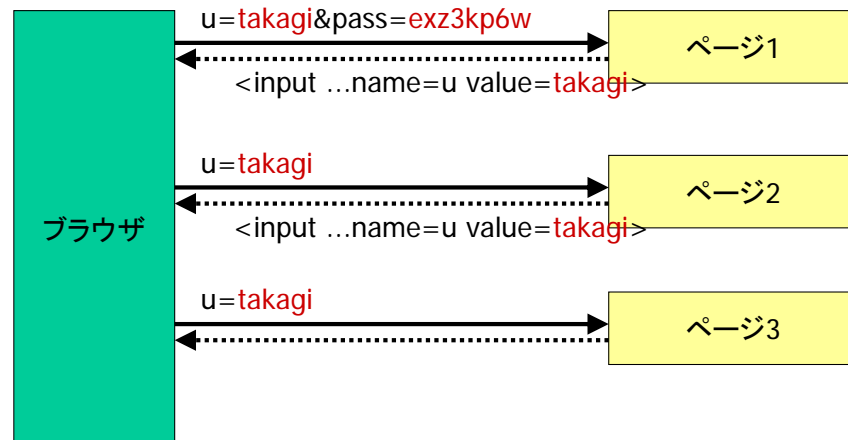 u=takagi&pass=exz3kp6w
ページ1
<input ...name=u value=takagi>
u=takagi
ページ2
ブラウザ
<input ...name=u value=takagi>
u=takagi
ページ3